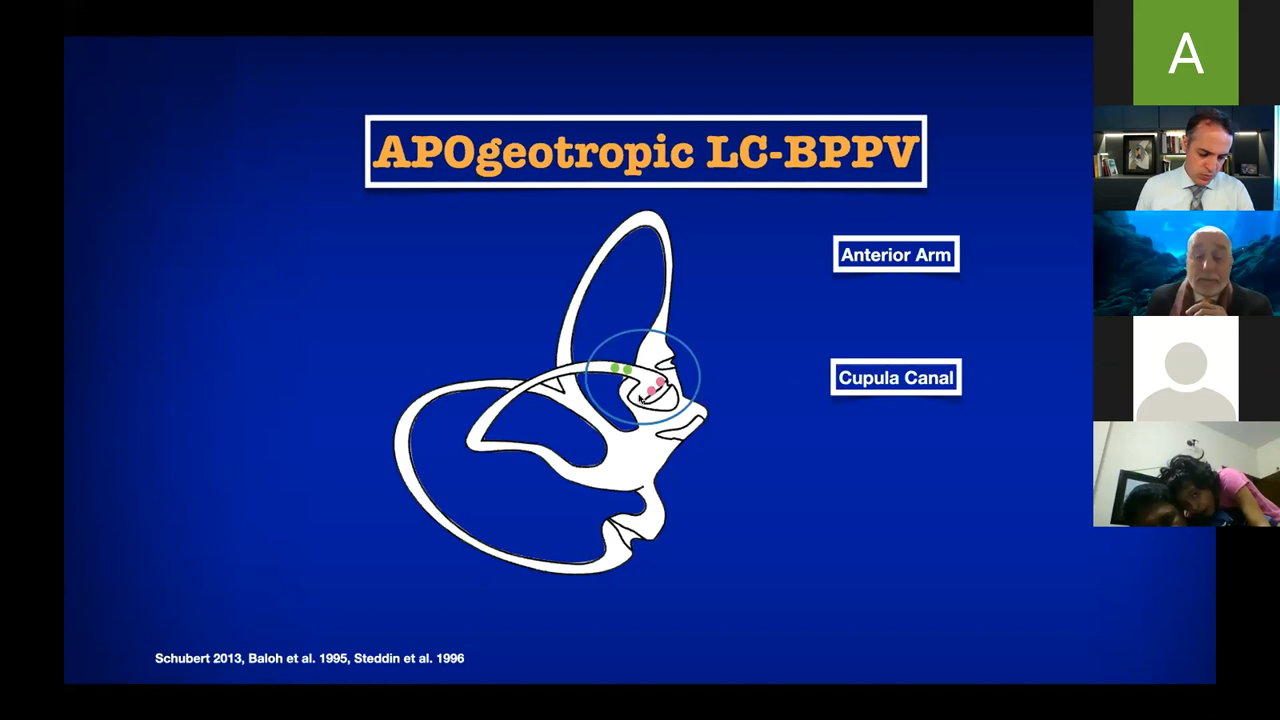 APOgeotropic LC-BPPV
Anterior Arm
Cupula Canal
Schubert 2013, Baloh et al. 1995, Steddin et al. 1996
A